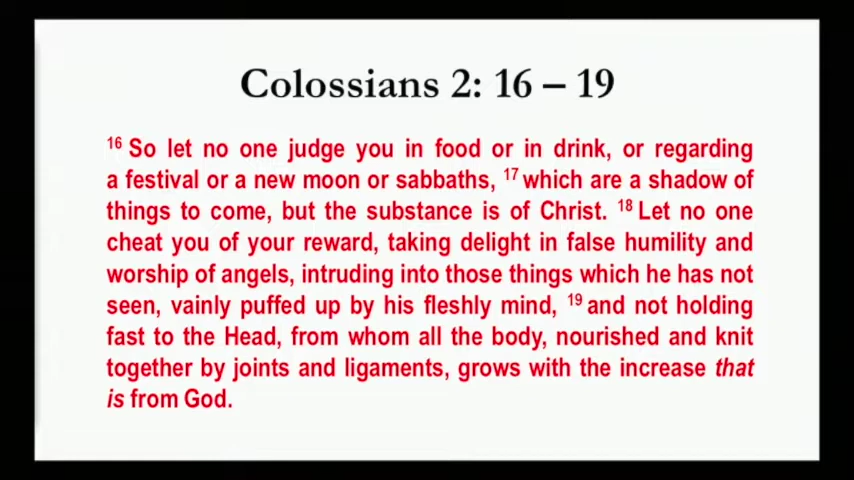 Colossians 2: 16 – 19
16 So let no one judge you in food or in drink, or regarding
a festival or a new moon or sabbaths, 17 which are a shadow of
things to come, but the substance is of Christ. 18 Let no one
cheat you of your reward, taking delight in false humility and
worship of angels, intruding into those things which he has not
seen, vainly puffed up by his fleshly mind, 19 and not holding
fast to the Head, from whom all the body, nourished and knit
together by joints and ligaments, grows with the increase that
is from God.